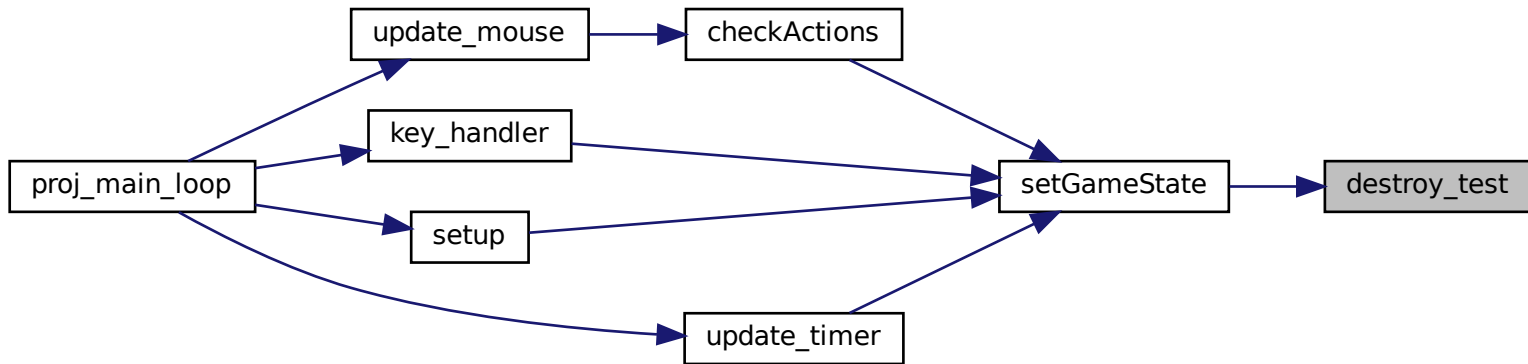 update_mouse
checkActions
key_handler
proj_main_loop
setGameState
destroy_test
setup
update_timer